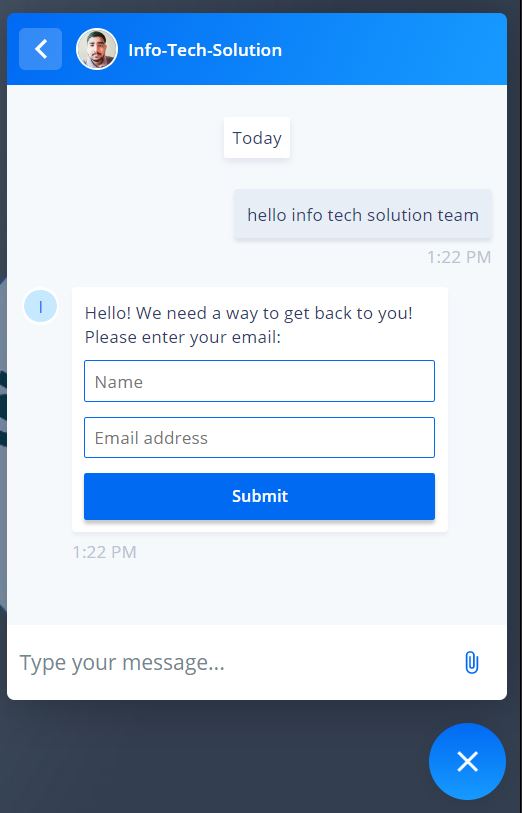 Info-Tech-Solution
Today
hello info tech solution team
1:22 PM
I
Hello! We need a way to get back to you!
Please enter your email:
Name
Email address
Submit
1:22 PM
Type your message...